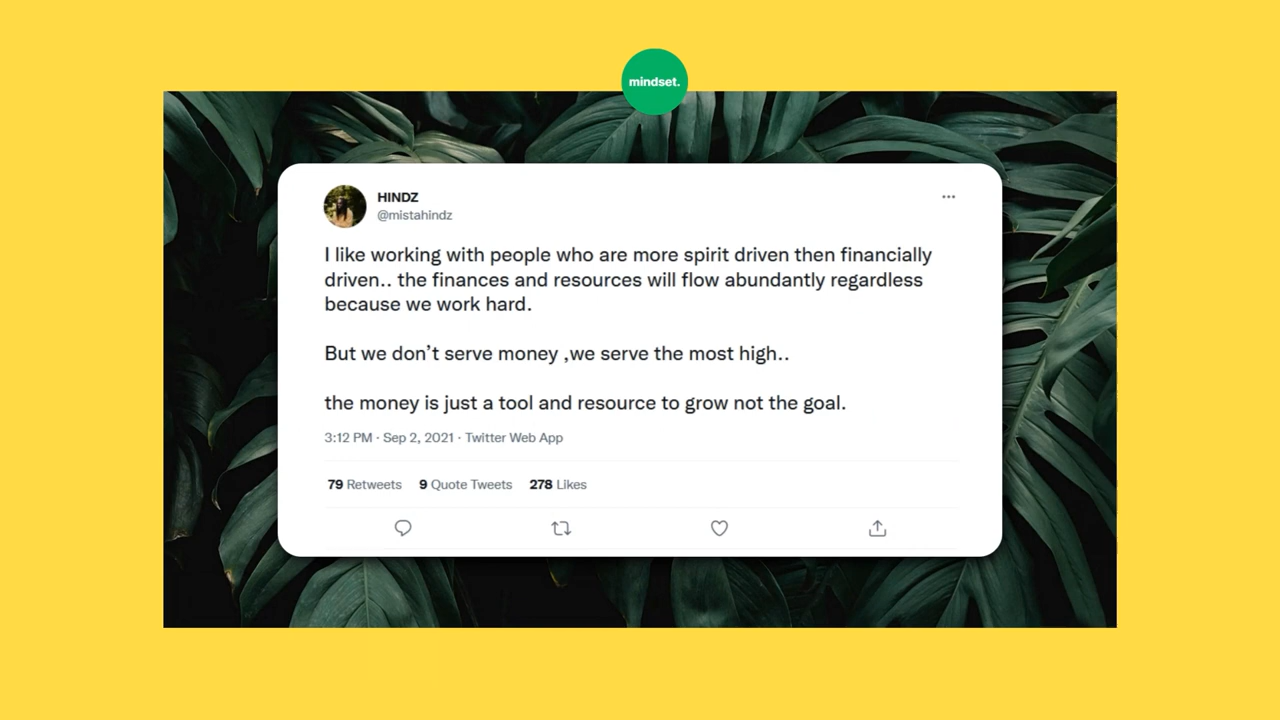 mindset.
HINDZ
@mistahindz
I like working with people who are more spirit driven then financially
driven.. the finances and resources will flow abundantly regardless
because we work hard.
But we don’t serve money ,we serve the most high..
the money is just a tool and resource to grow not the goal.
3:12 PM · Sep 2, 2021 · Twitter Web App
79 Retweets 9 Quote Tweets 278 Likes